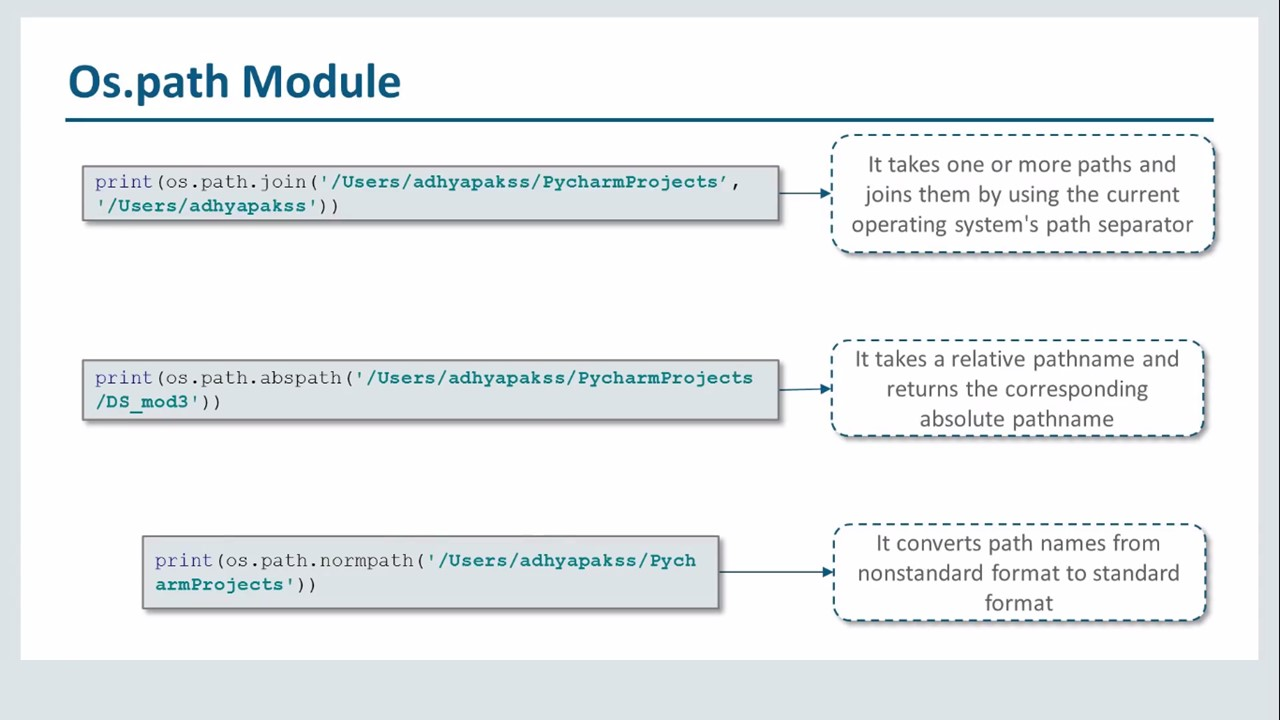 Os.path Module
print(os.path.join('/Users/adhyapakss/PycharmProjects’,
'/Users/adhyapakss'))
It takes one or more paths and
joins them by using the current
operating system's path separator
print(os.path.abspath('/Users/adhyapakss/PycharmProjects
/DS_mod3'))
It takes a relative pathname and
returns the corresponding
absolute pathname
print(os.path.normpath('/Users/adhyapakss/Pych
armProjects'))
It converts path names from
nonstandard format to standard
format